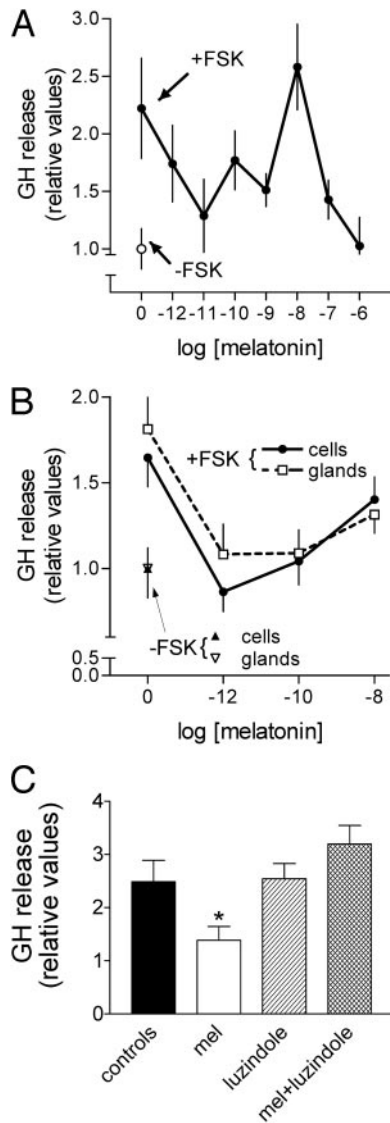 A
GH release
(relative values)
3.0
2.5
2.0
1.5
1.0
+FSK
-FSK
0 -12 -11 -10 -9 -8 -7 -6
log [melatonin]
B
GH release
(relative values)
2.0
1.5
1.0
0.5
0.0
+FSK { cells
glands
-FSK { cells
glands
0 -12 -10 -8
log [melatonin]
C
GH release
(relative values)
4
3
2
1
0
*
controls mel luzindole mel+luzindole